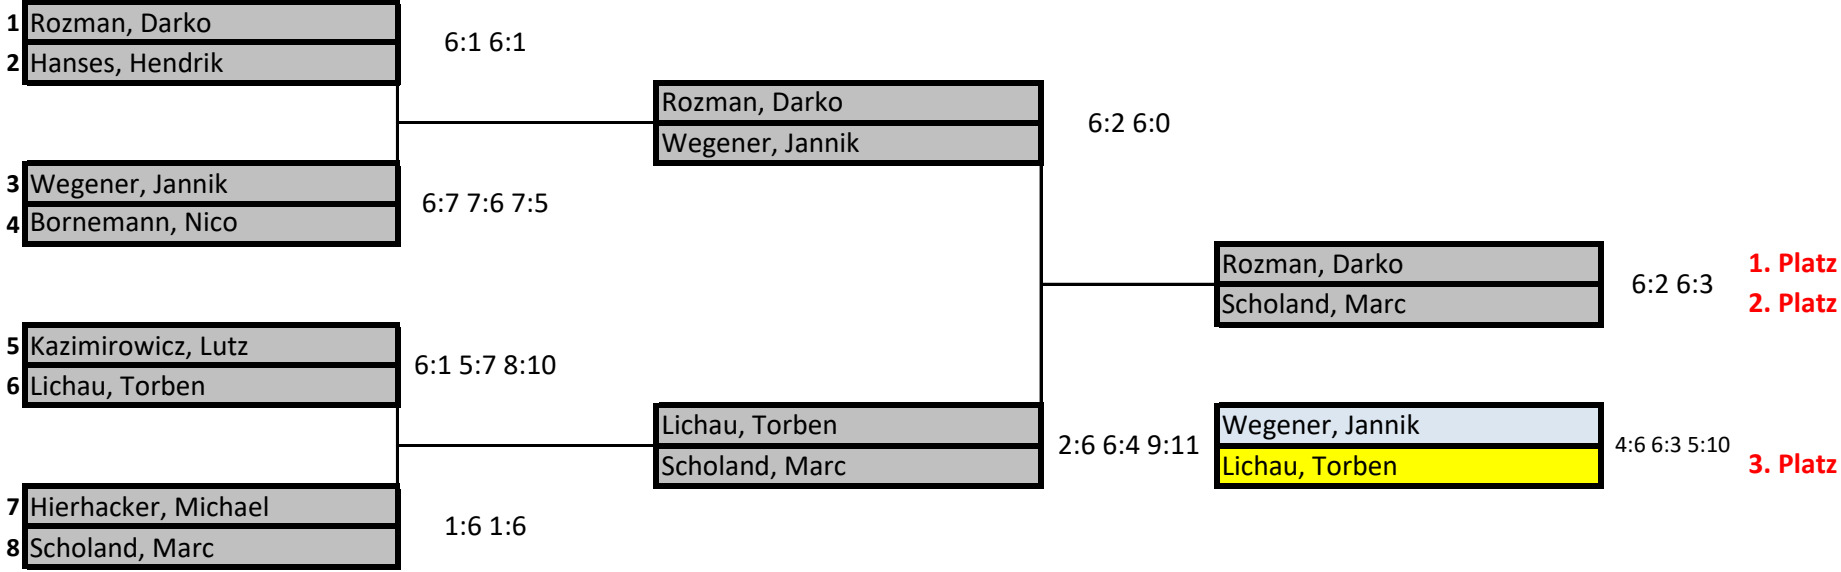 1 Rozman, Darko
2 Hanses, Hendrik
6:1 6:1
3 Wegener, Jannik
4 Bornemann, Nico
6:7 7:6 7:5
5 Kazimirowicz, Lutz
6 Lichau, Torben
6:1 5:7 8:10
7 Hierhacker, Michael
8 Scholand, Marc
1:6 1:6
Rozman, Darko
Wegener, Jannik
6:2 6:0
Lichau, Torben
Scholand, Marc
2:6 6:4 9:11
Rozman, Darko
Scholand, Marc
6:2 6:3
1. Platz
2. Platz
Wegener, Jannik
Lichau, Torben
4:6 6:3 5:10
3. Platz